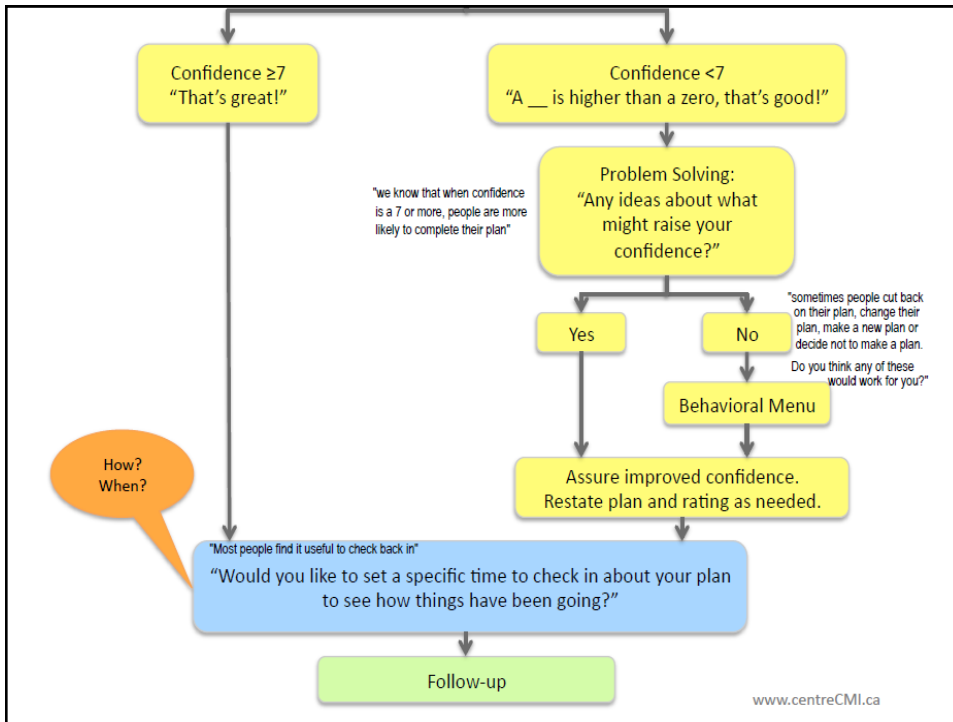 Confidence ≥7
“That’s great!”
Confidence <7
“A __ is higher than a zero, that’s good!”
"we know that when confidence
is a 7 or more, people are more
likely to complete their plan"
Problem Solving:
“Any ideas about what
might raise your
confidence?”
Yes
No
"sometimes people cut back
on their plan, change their
plan, make a new plan or
decide not to make a plan.
Do you think any of these
would work for you?"
Behavioral Menu
How?
When?
Assure improved confidence.
Restate plan and rating as needed.
"Most people find it useful to check back in"
“Would you like to set a specific time to check in about your plan
to see how things have been going?”
Follow-up
www.centreCMI.ca